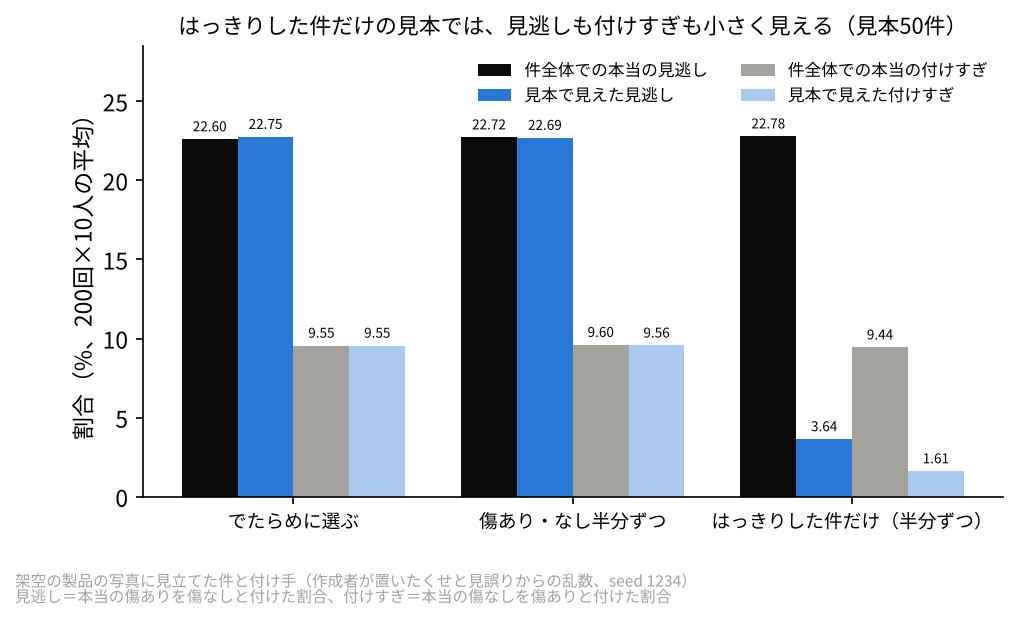 はっきりした件だけの見本では、見逃しも付けすぎも小さく見える（見本50件）
件全体での本当の見逃し
見本で見えた見逃し
件全体での本当の付けすぎ
見本で見えた付けすぎ
割合（%、200回×10人の平均）
25
20
15
10
5
0
22.60
22.75
9.55
9.55
22.72
22.69
9.60
9.56
22.78
3.64
9.44
1.61
でたらめに選ぶ
傷あり・なし半分ずつ
はっきりした件だけ（半分ずつ）
架空の製品の写真に見立てた件と付け手（作成者が置いたくせと見誤りからの乱数、seed 1234）
見逃し＝本当の傷ありを傷なしと付けた割合、付けすぎ＝本当の傷なしを傷ありと付けた割合